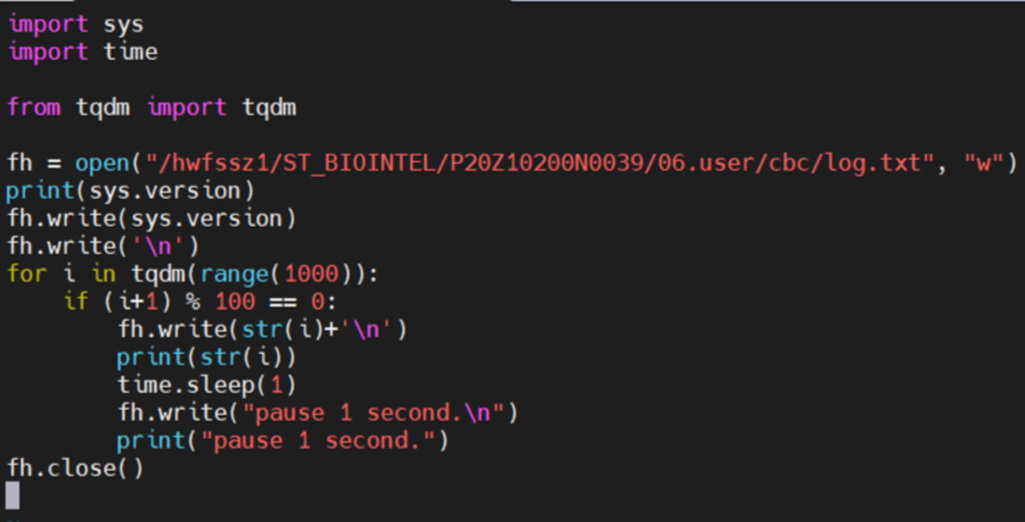 import sys
import time

from tqdm import tqdm

fh = open("/hwfssz1/ST_BIOINTEL/P20Z10200N0039/06.user/cbc/log.txt", "w")
print(sys.version)
fh.write(sys.version)
fh.write('\n')
for i in tqdm(range(1000)):
    if (i+1) % 100 == 0:
        fh.write(str(i)+'\n')
        print(str(i))
        time.sleep(1)
        fh.write("pause 1 second.\n")
        print("pause 1 second.")
fh.close()